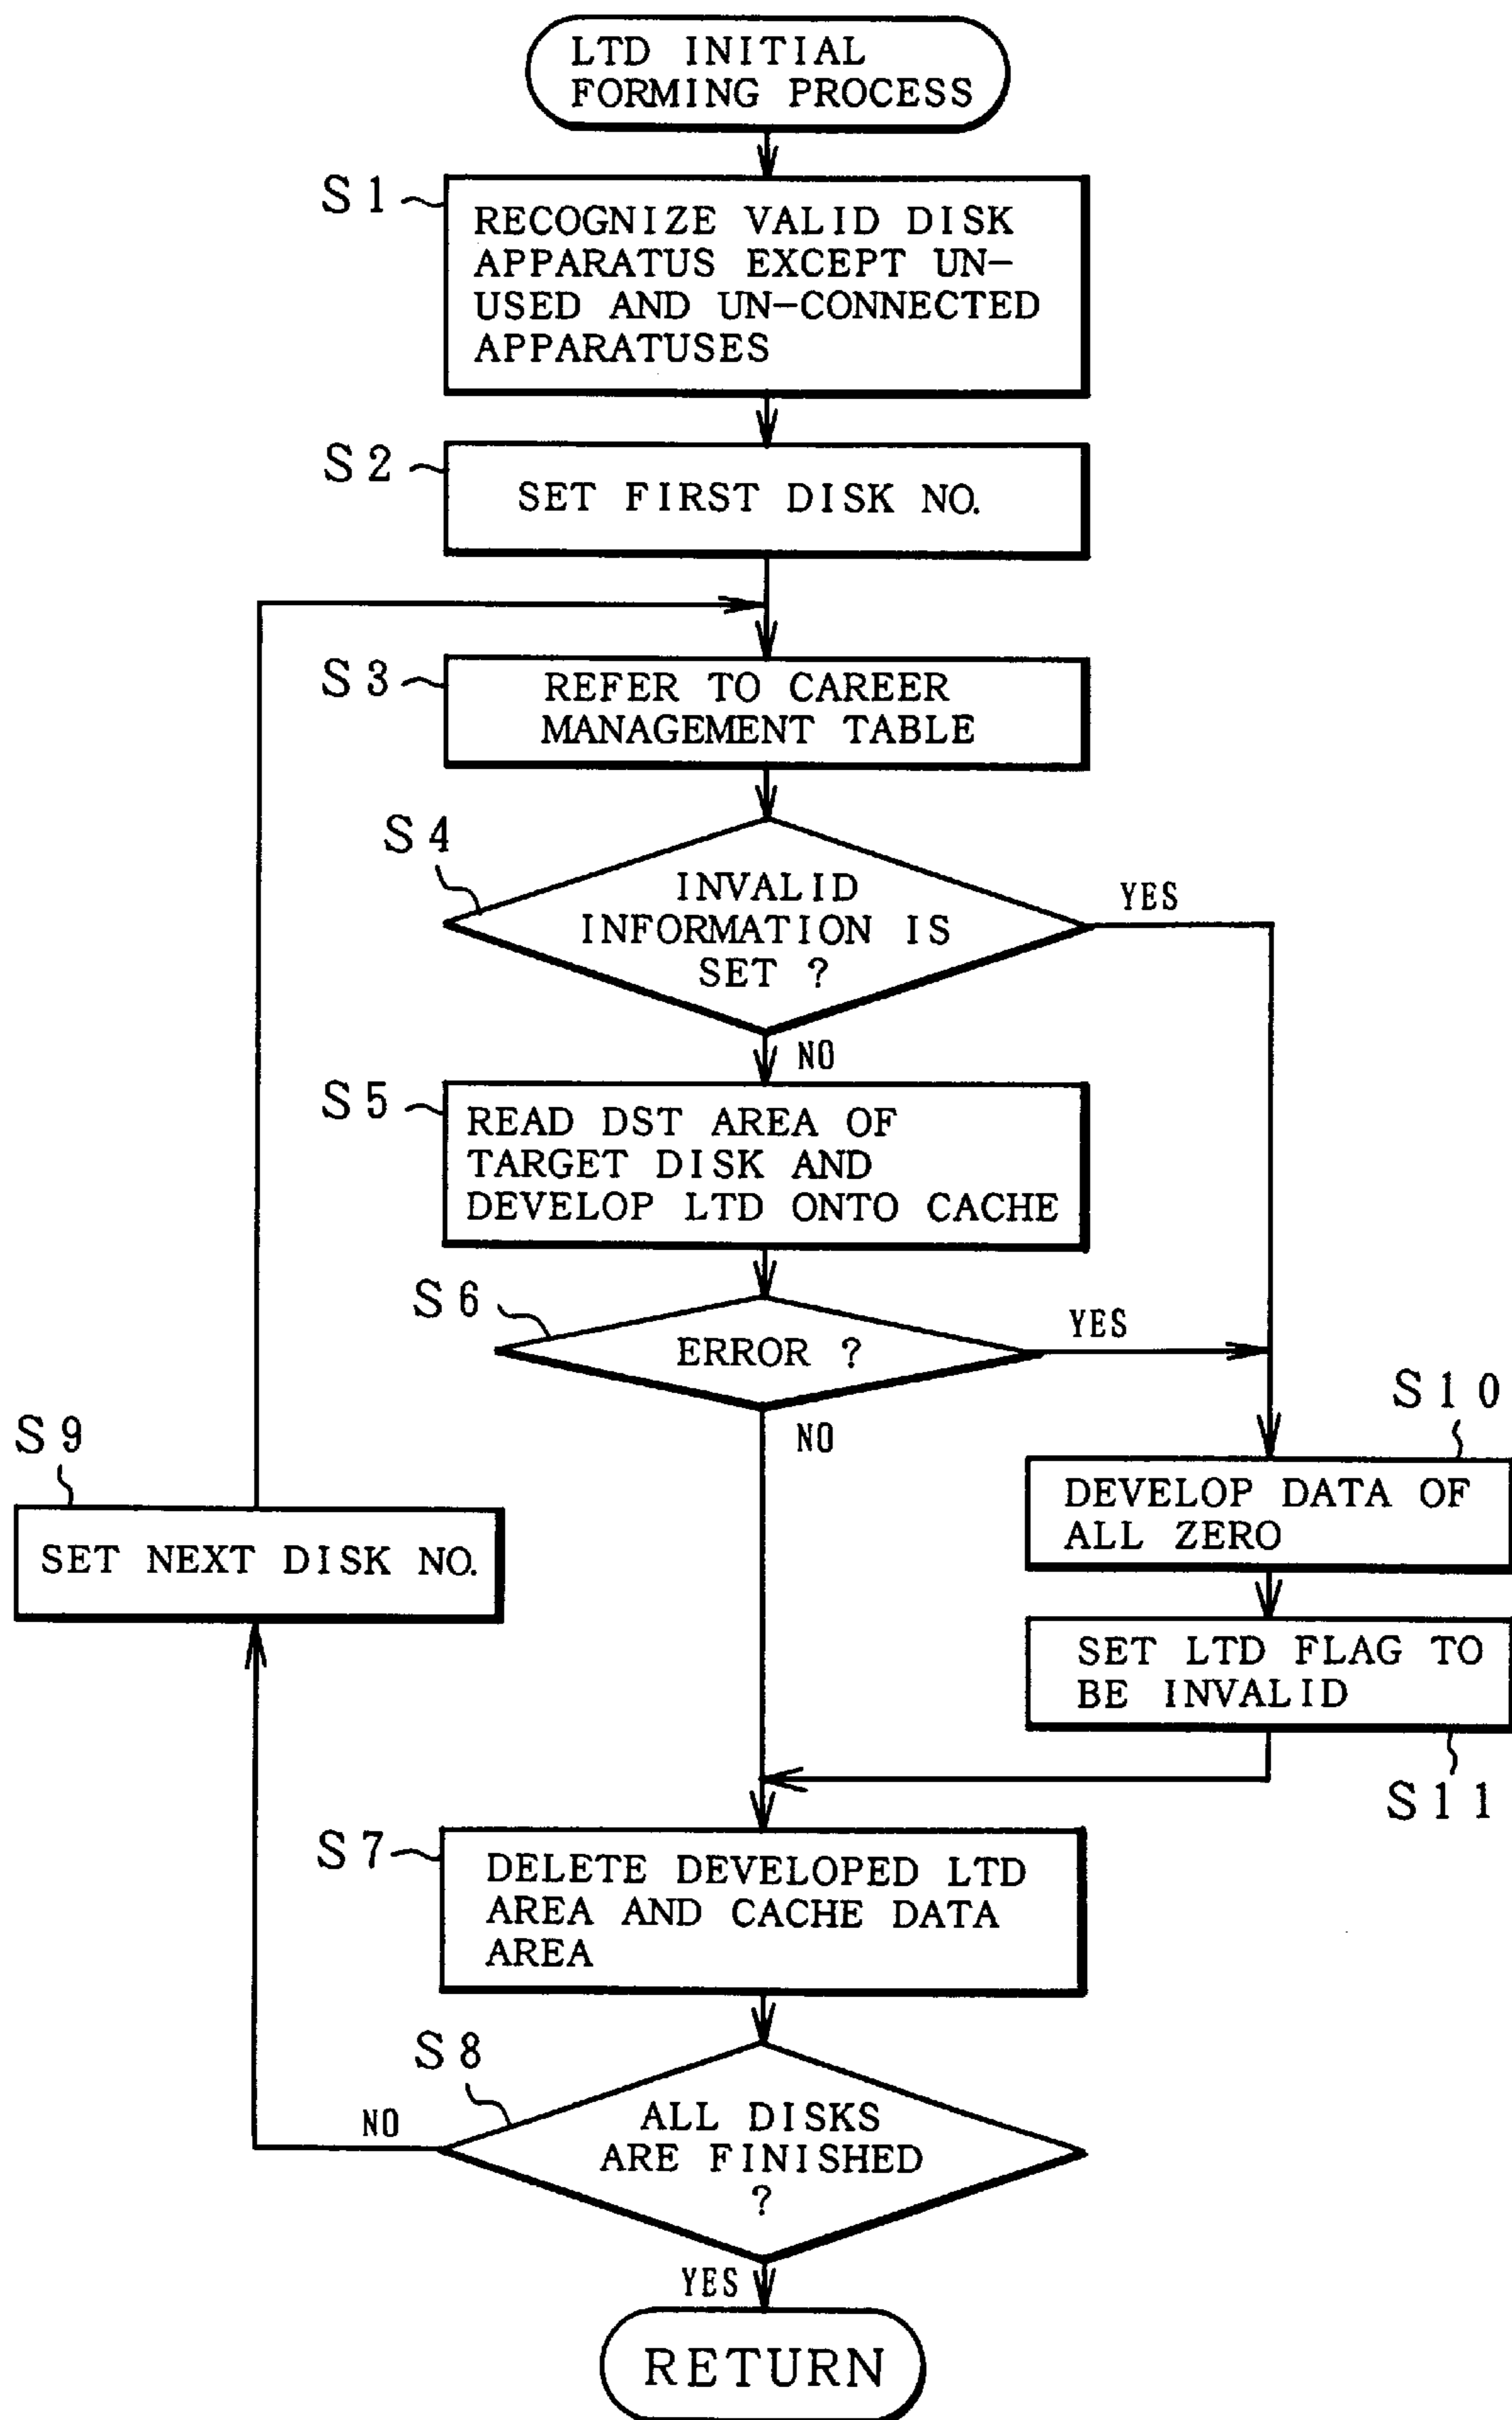 LTD INITIAL
FORMING PROCESS
S1
RECOGNIZE VALID DISK
APPARATUS EXCEPT UN-
USED AND UN-CONNECTED
APPARATUSES
S2
SET FIRST DISK NO.
S3
REFER TO CAREER
MANAGEMENT TABLE
S4
INVALID
INFORMATION IS
SET ?
YES
NO
S5
READ DST AREA OF
TARGET DISK AND
DEVELOP LTD ONTO CACHE
S6
ERROR ?
YES
NO
S10
DEVELOP DATA OF
ALL ZERO
S9
SET NEXT DISK NO.
SET LTD FLAG TO
BE INVALID
S11
S7
DELETE DEVELOPED LTD
AREA AND CACHE DATA
AREA
S8
ALL DISKS
ARE FINISHED
?
NO
YES
RETURN